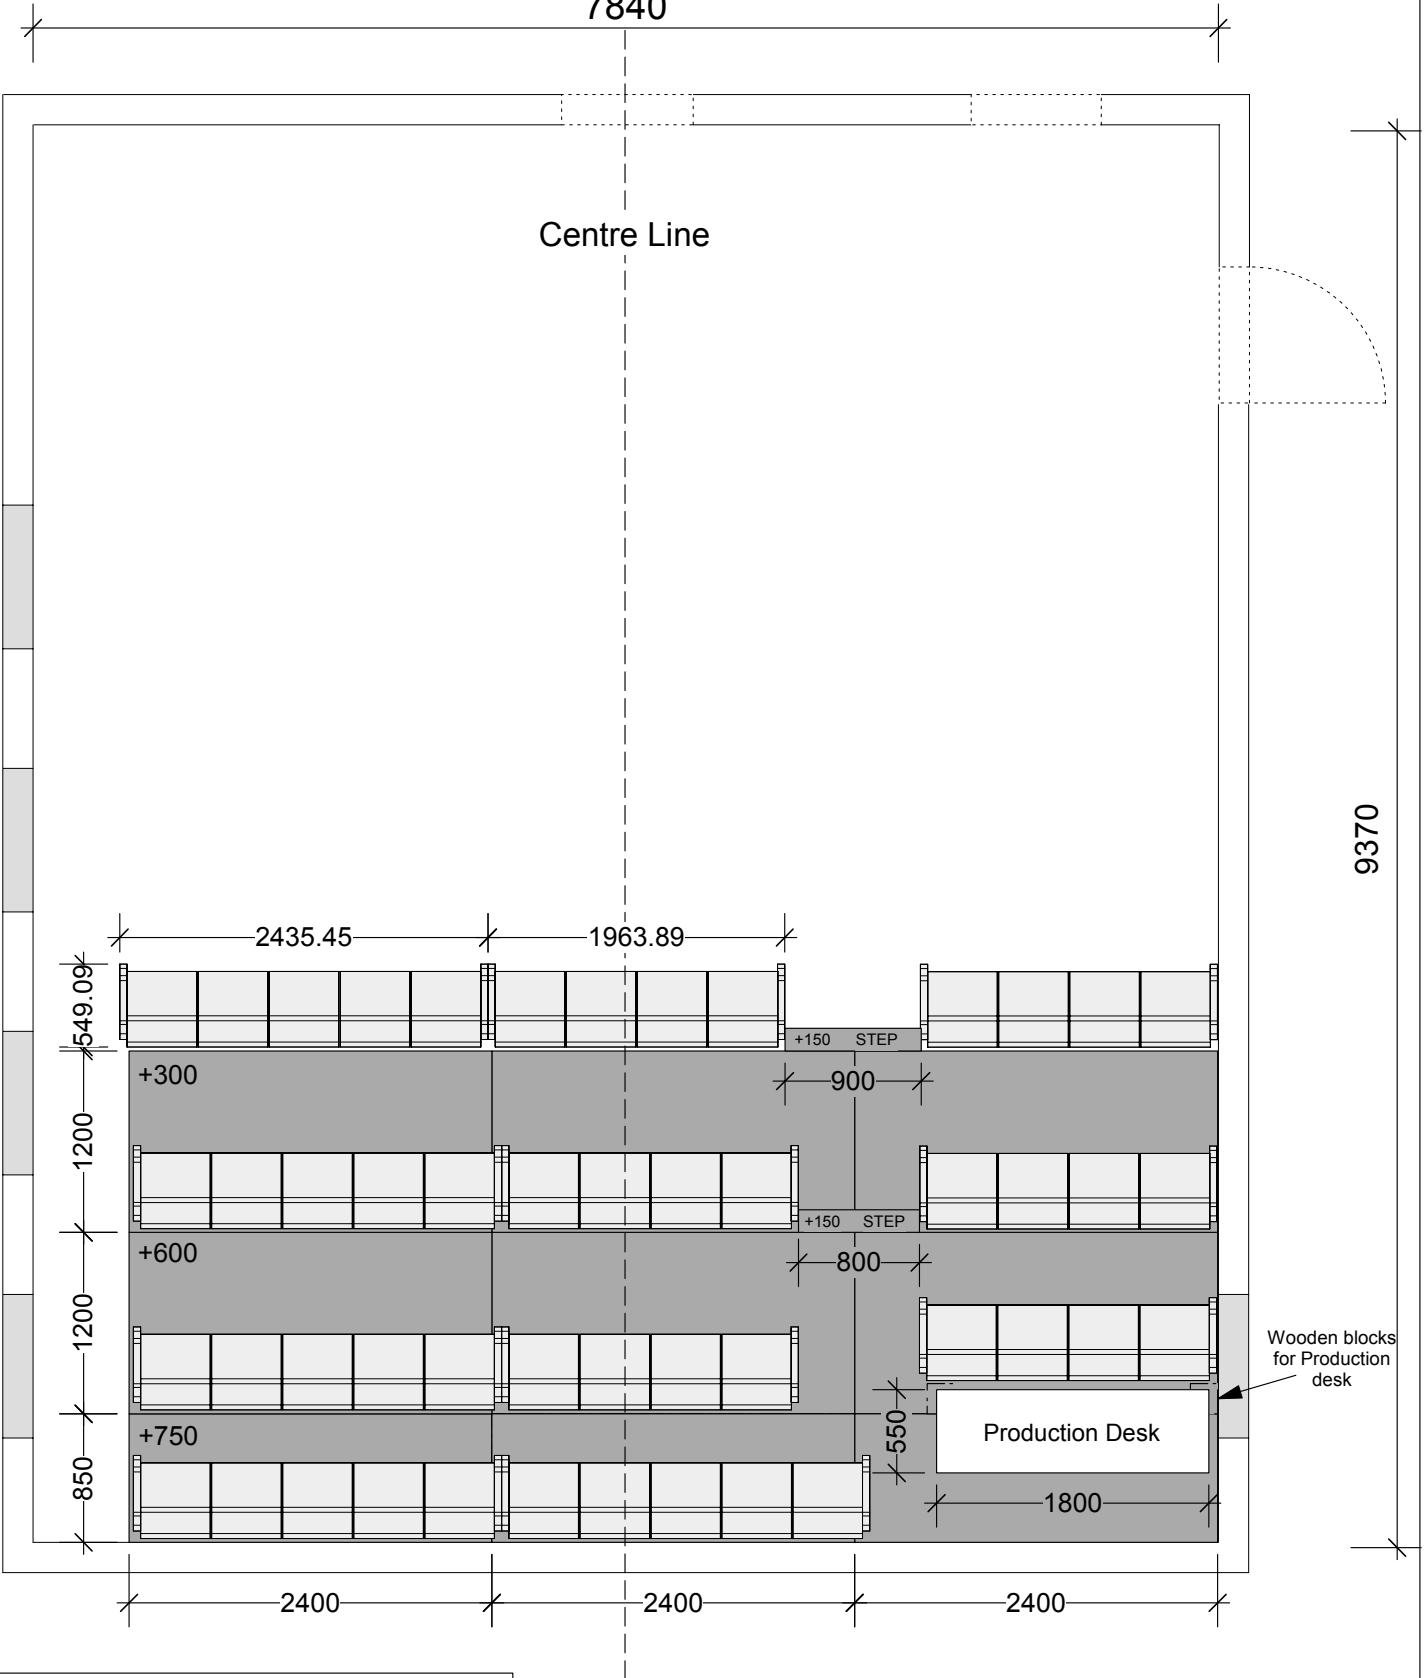 7840
Centre Line
9370
2435.45
1963.89
549.09
+150 STEP
+300
900
1200
+150 STEP
+600
800
1200
Wooden blocks
for Production
desk
+750
550
Production Desk
850
1800
2400
2400
2400